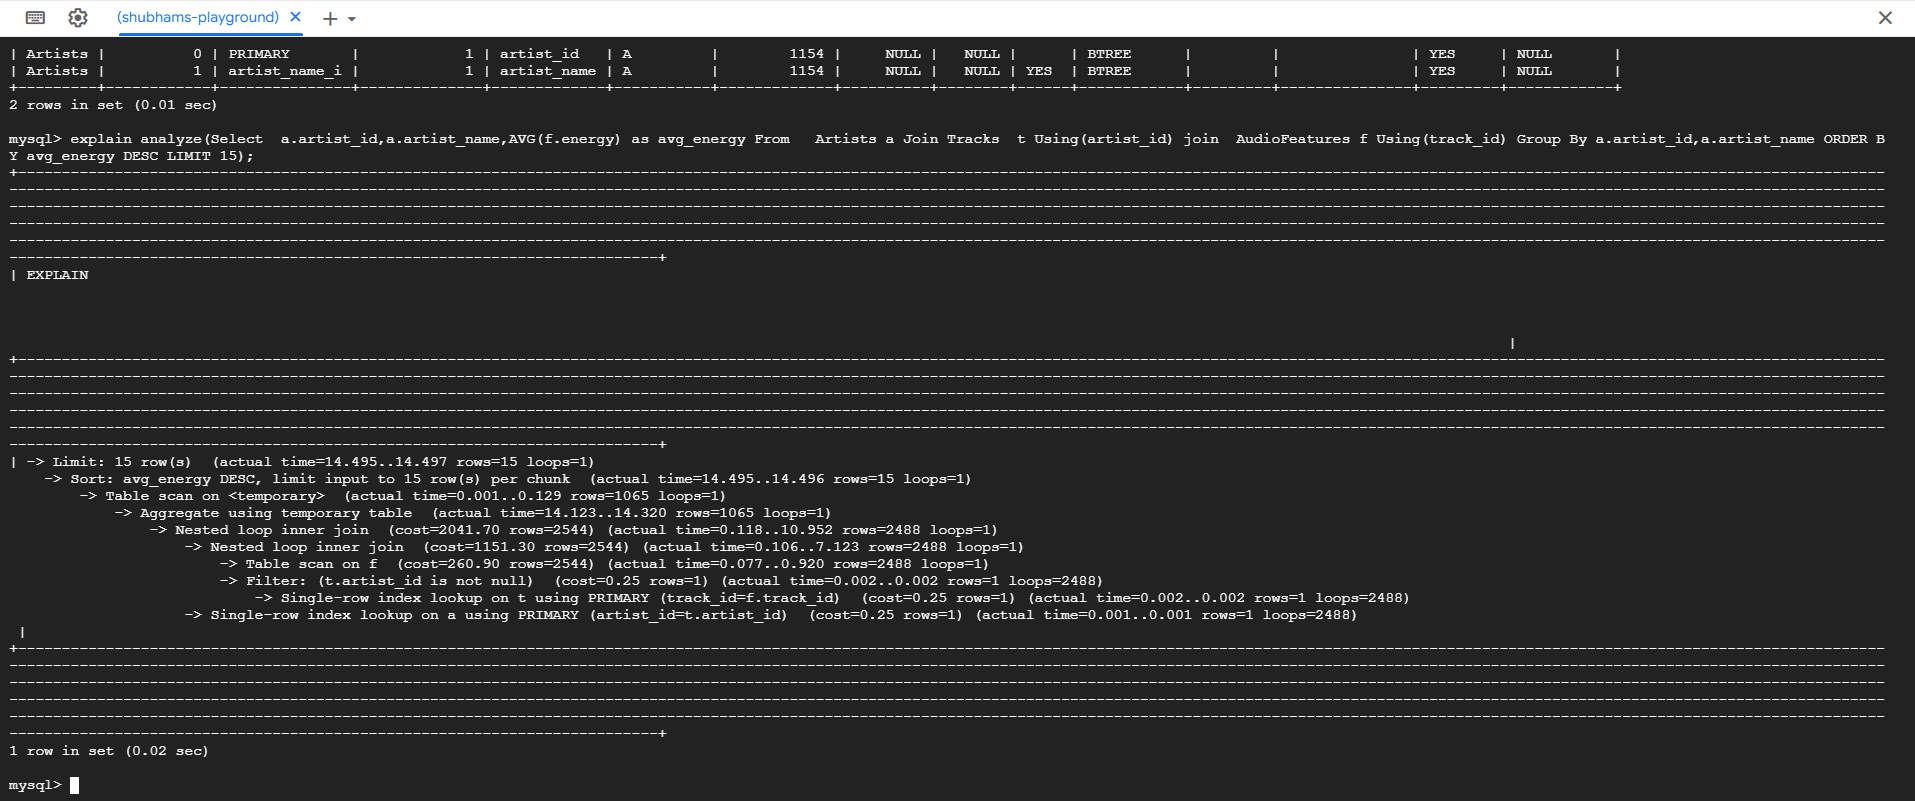 (shubhams-playground)
| Artists |          0 | PRIMARY       |            1 | artist_id   | A         |        1154 |     NULL |   NULL |      | BTREE      |         |               | YES     | NULL       |
| Artists |          1 | artist_name_i |            1 | artist_name | A         |        1154 |     NULL |   NULL | YES  | BTREE      |         |               | YES     | NULL       |
2 rows in set (0.01 sec)
mysql> explain analyze(Select  a.artist_id,a.artist_name,AVG(f.energy) as avg_energy From   Artists a Join Tracks  t Using(artist_id) join  AudioFeatures f Using(track_id) Group By a.artist_id,a.artist_name ORDER B
Y avg_energy DESC LIMIT 15);
| EXPLAIN
|
| -> Limit: 15 row(s)  (actual time=14.495..14.497 rows=15 loops=1)
    -> Sort: avg_energy DESC, limit input to 15 row(s) per chunk  (actual time=14.495..14.496 rows=15 loops=1)
        -> Table scan on <temporary>  (actual time=0.001..0.129 rows=1065 loops=1)
            -> Aggregate using temporary table  (actual time=14.123..14.320 rows=1065 loops=1)
                -> Nested loop inner join  (cost=2041.70 rows=2544) (actual time=0.118..10.952 rows=2488 loops=1)
                    -> Nested loop inner join  (cost=1151.30 rows=2544) (actual time=0.106..7.123 rows=2488 loops=1)
                        -> Table scan on f  (cost=260.90 rows=2544) (actual time=0.077..0.920 rows=2488 loops=1)
                        -> Filter: (t.artist_id is not null)  (cost=0.25 rows=1) (actual time=0.002..0.002 rows=1 loops=2488)
                            -> Single-row index lookup on t using PRIMARY (track_id=f.track_id)  (cost=0.25 rows=1) (actual time=0.002..0.002 rows=1 loops=2488)
                    -> Single-row index lookup on a using PRIMARY (artist_id=t.artist_id)  (cost=0.25 rows=1) (actual time=0.001..0.001 rows=1 loops=2488)
 |
1 row in set (0.02 sec)
mysql>